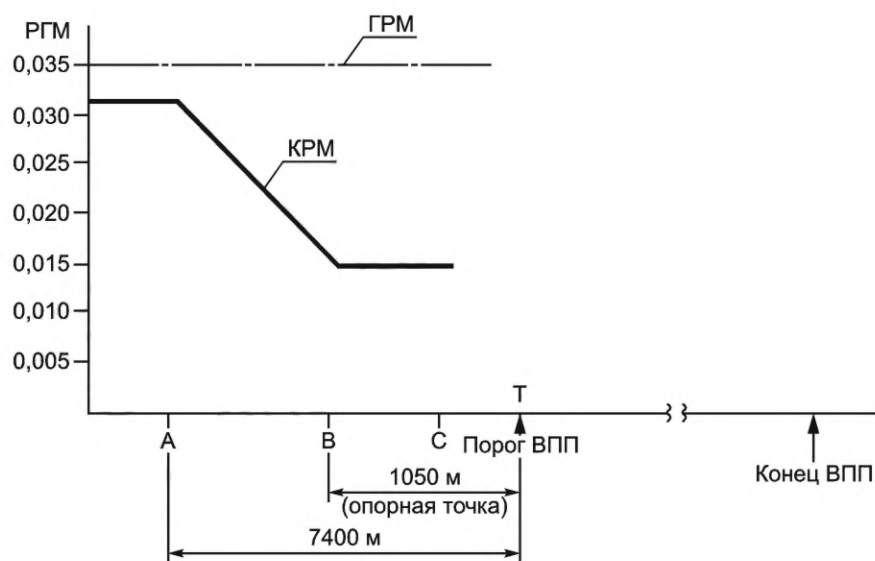 РГМ
ГРМ
0,035
0,030
КРМ
0,025
0,020
0,015
0,010
0,005
T
A
B
C
Порог ВПП
Конец ВПП
1050 м
(опорная точка)
7400 м